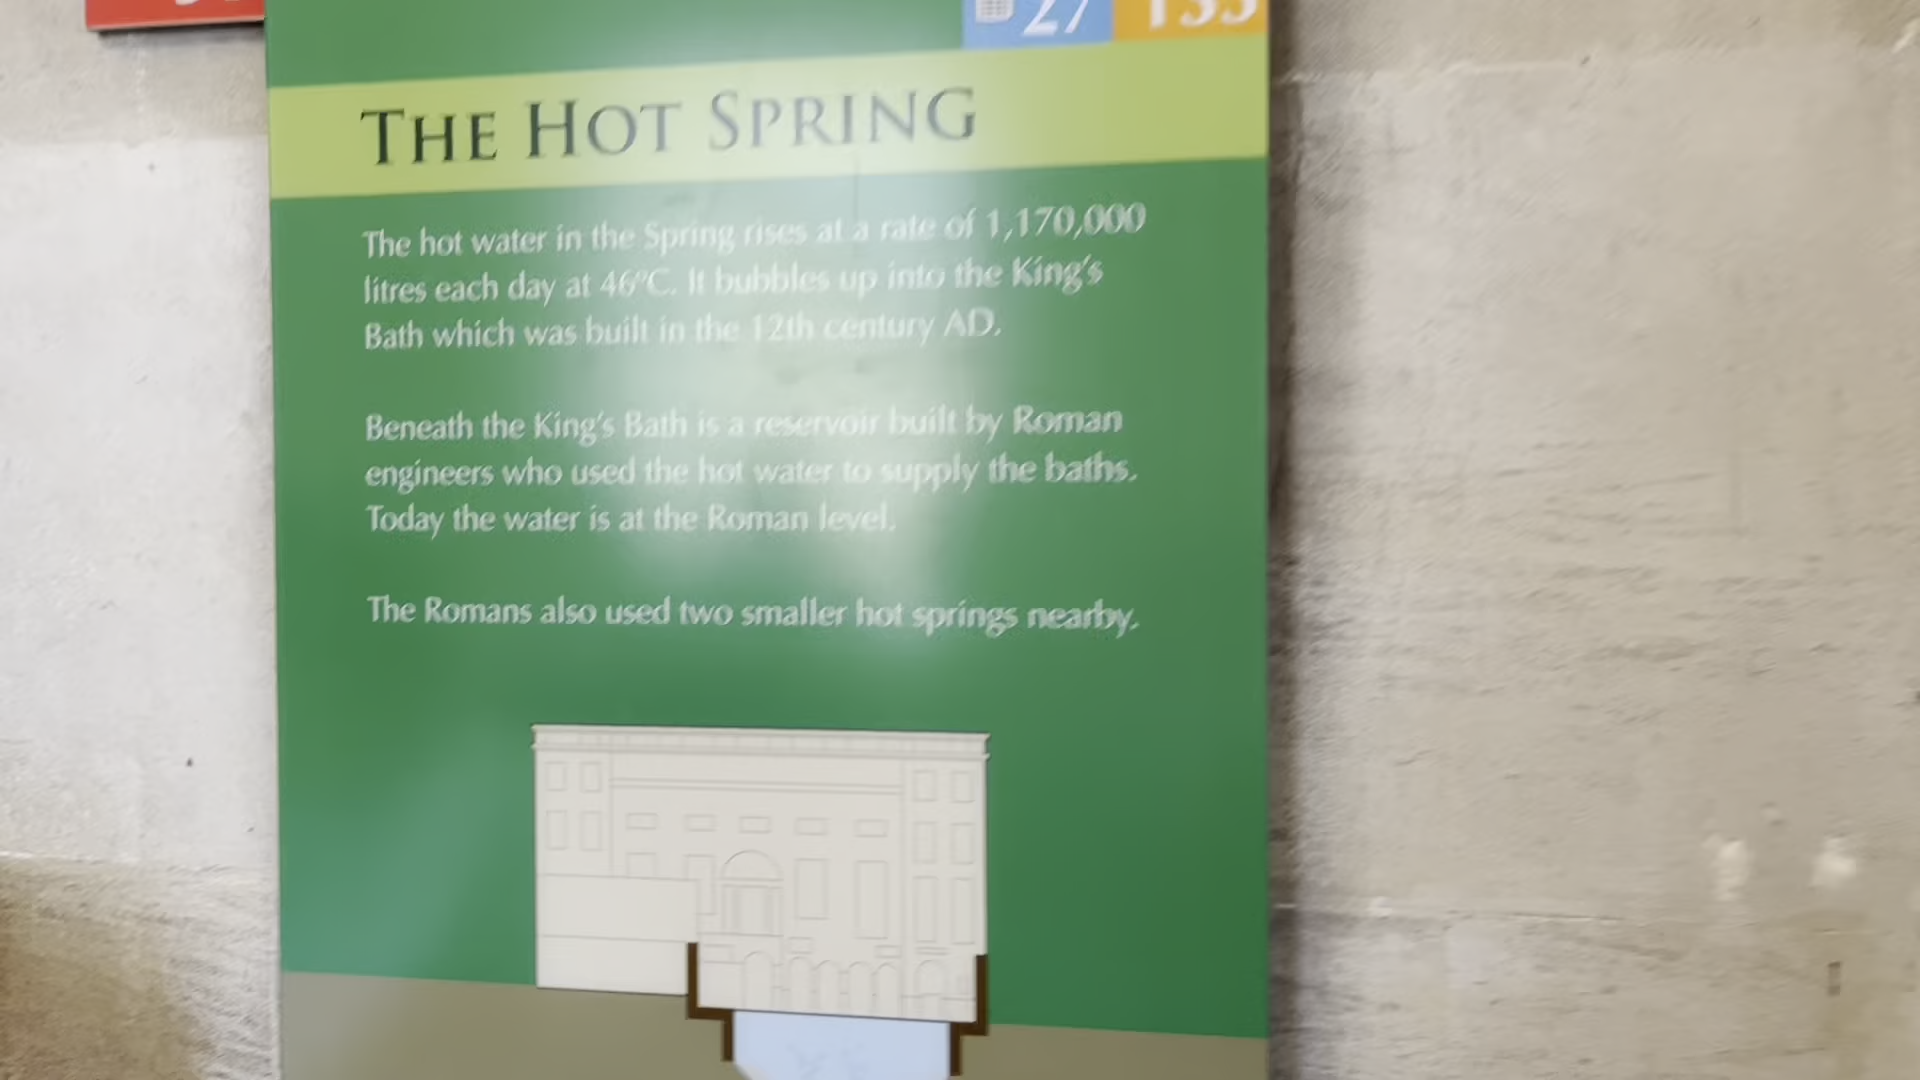 27
THE HOT SPRING
The hot water in the Spring rises at a rate of 1,170,000
litres each day at 46°C. It bubbles up into the King's
Bath which was built in the 12th century AD.
Beneath the King's Bath is a reservoir built by Roman
engineers who used the hot water to supply the baths.
Today the water is at the Roman level.
The Romans also used two smaller hot springs nearby.